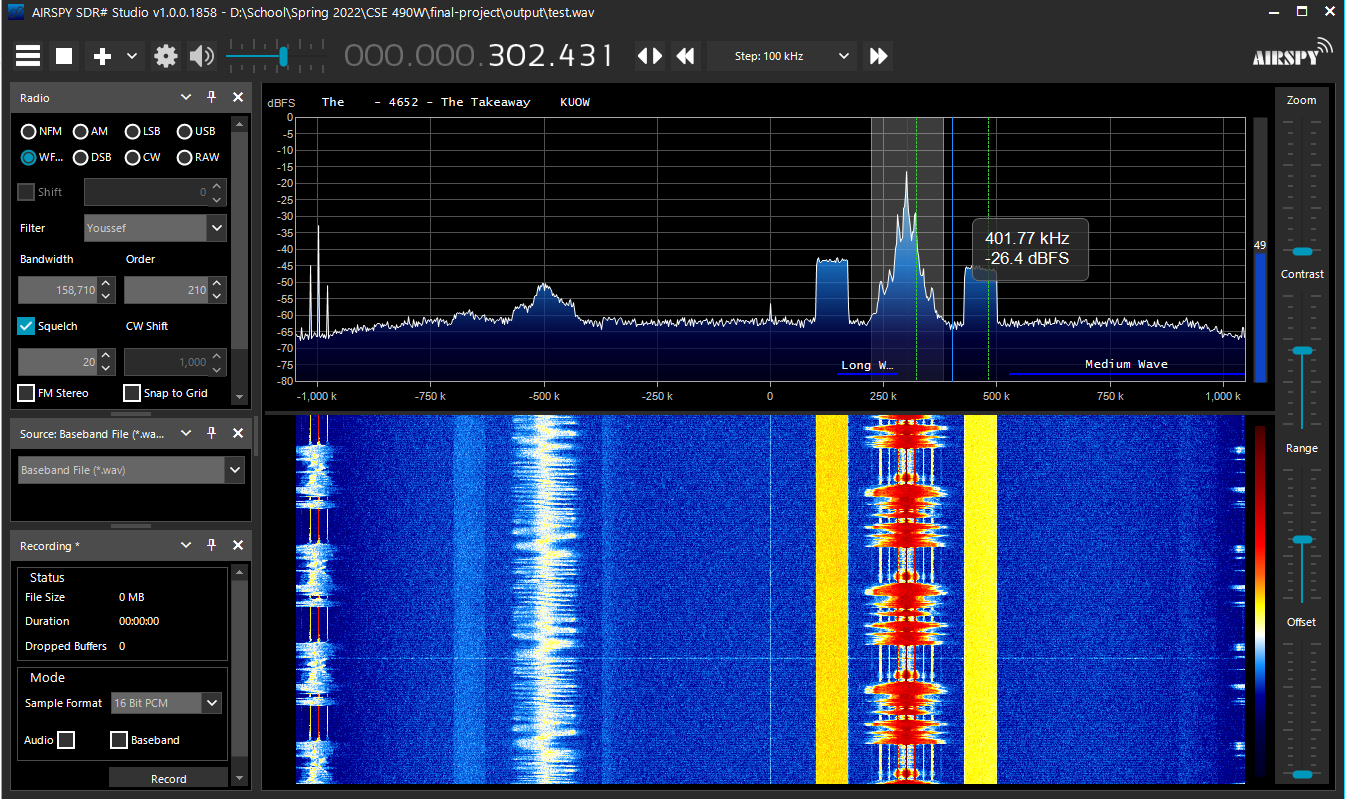 AIRSPY SDR# Studio v1.0.0.1858 - D:\School\Spring 2022\CSE 490W\final-project\output\test.wav
000.000.302.431
Step: 100 kHz
AIRSPY
Radio
NFM AM LSB USB
WF... DSB CW RAW
Shift 0
Filter Youssef
Bandwidth Order
158,710 210
Squelch CW Shift
20 1,000
FM Stereo Snap to Grid
Source: Baseband File (*.wa...
Baseband File (*.wav)
Recording *
Status
File Size 0 MB
Duration 00:00:00
Dropped Buffers 0
Mode
Sample Format 16 Bit PCM
Audio Baseband
Record
dBFS The - 4652 - The Takeaway KUOW
0
-5
-10
-15
-20
-25
-30
-35
-40
-45
-50
-55
-60
-65
-70
-75
-80
401.77 kHz
-26.4 dBFS
Long W… Medium Wave
-1,000 k -750 k -500 k -250 k 0 250 k 500 k 750 k 1,000 k
49
Zoom
Contrast
Range
Offset